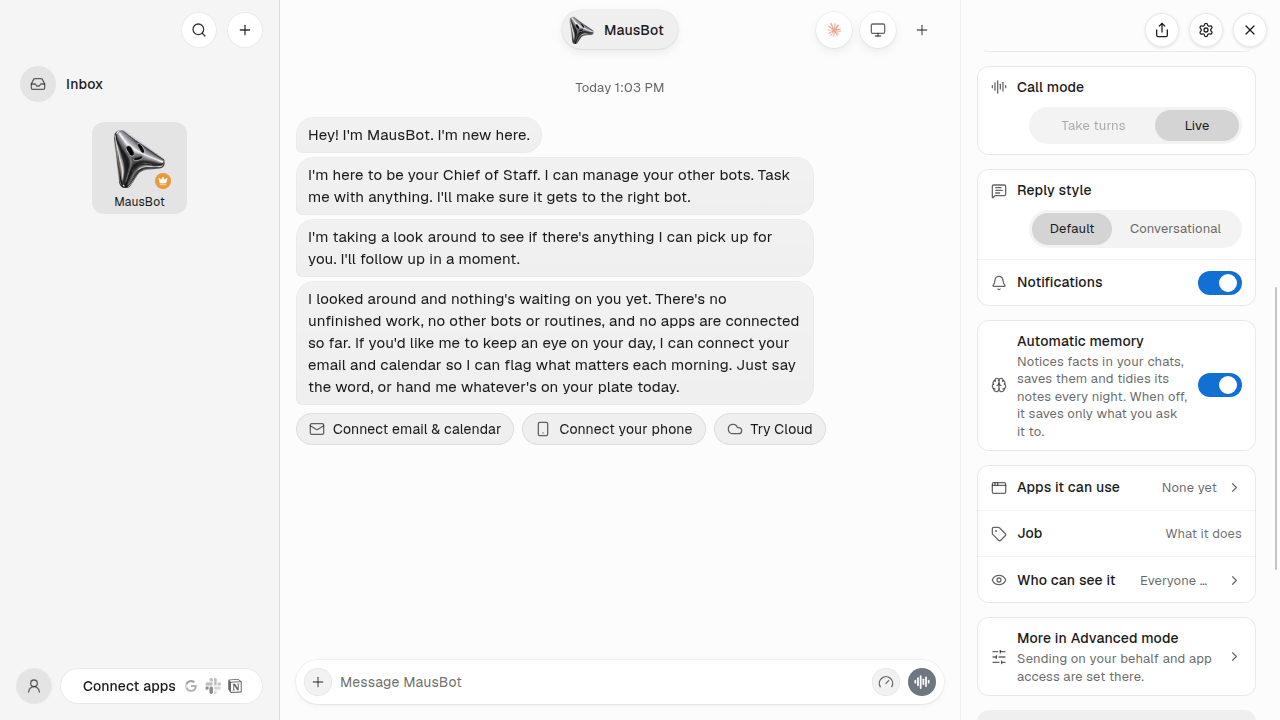 Inbox
MausBot
Connect apps
MausBot
Today 1:03 PM
Hey! I'm MausBot. I'm new here.
I'm here to be your Chief of Staff. I can manage your other bots. Task
me with anything. I'll make sure it gets to the right bot.
I'm taking a look around to see if there's anything I can pick up for
you. I'll follow up in a moment.
I looked around and nothing's waiting on you yet. There's no
unfinished work, no other bots or routines, and no apps are connected
so far. If you'd like me to keep an eye on your day, I can connect your
email and calendar so I can flag what matters each morning. Just say
the word, or hand me whatever's on your plate today.
Connect email & calendar
Connect your phone
Try Cloud
Message MausBot
Call mode
Take turns
Live
Reply style
Default
Conversational
Notifications
Automatic memory
Notices facts in your chats,
saves them and tidies its
notes every night. When off,
it saves only what you ask
it to.
Apps it can use
None yet
Job
What it does
Who can see it
Everyone ...
More in Advanced mode
Sending on your behalf and app
access are set there.